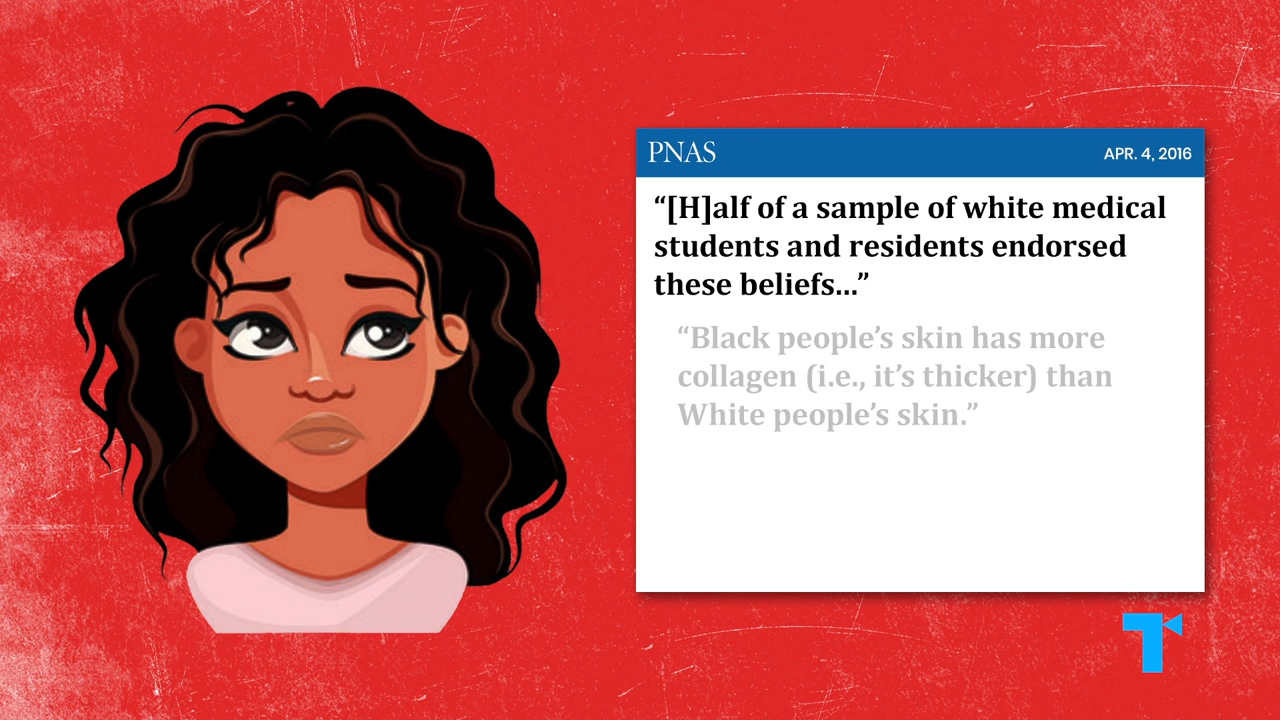 PNAS
APR. 4, 2016
“[H]alf of a sample of white medical
students and residents endorsed
these beliefs...”
“Black people’s skin has more
collagen (i.e., it’s thicker) than
White people’s skin.”